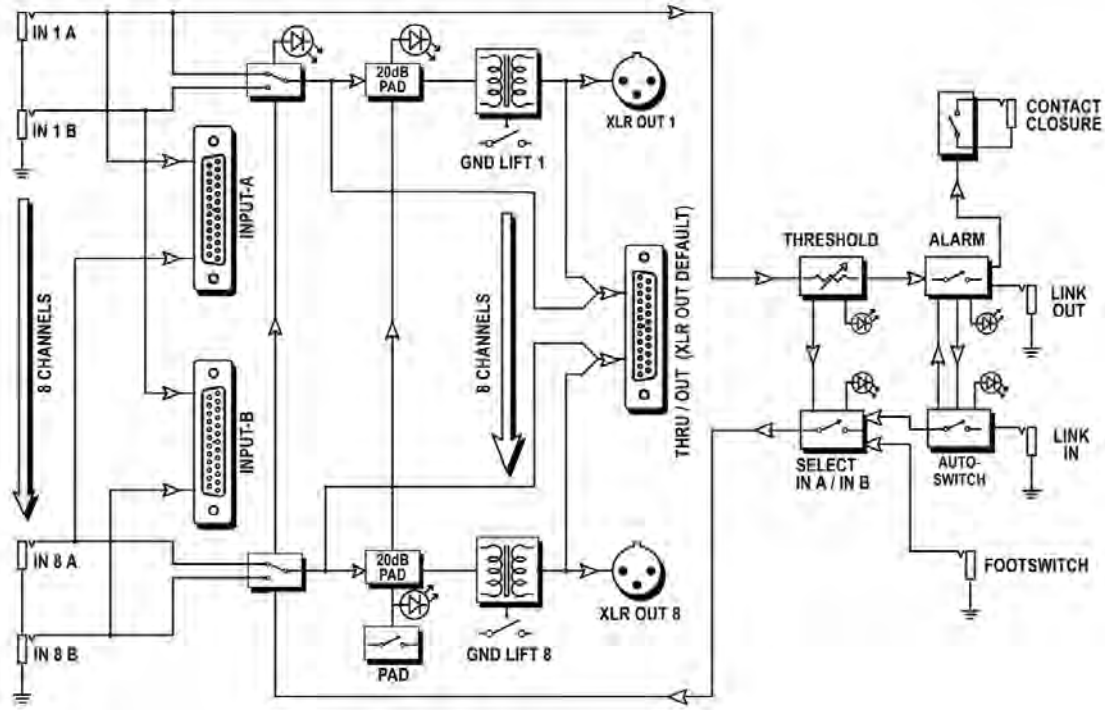 IN 1 A
20dB
PAD
XLR OUT 1
CONTACT
CLOSURE
IN 1 B
GND LIFT 1
INPUT-A
8 CHANNELS
THRESHOLD
ALARM
LINK
OUT
THRU / OUT (XLR OUT DEFAULT)
8 CHANNELS
INPUT-B
SELECT
IN A / IN B
AUTO-
SWITCH
LINK
IN
IN 8 A
20dB
PAD
FOOTSWITCH
XLR OUT 8
IN 8 B
PAD
GND LIFT 8